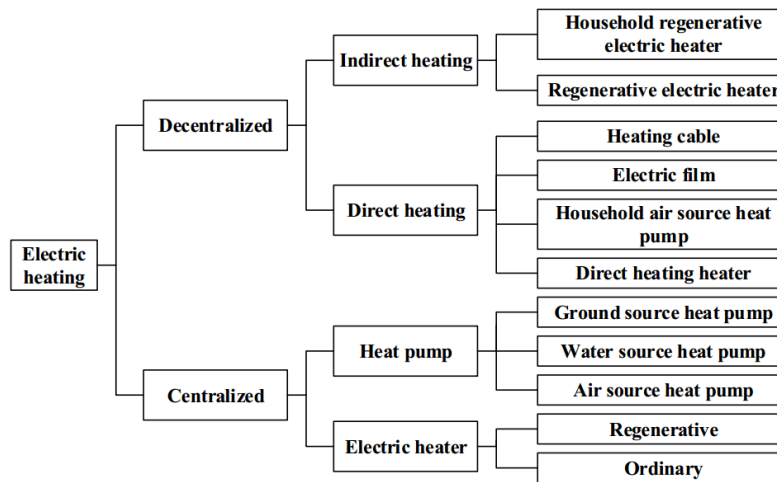 Electric
heating
Decentralized
Indirect heating
Household regenerative
electric heater
Regenerative electric heater
Direct heating
Heating cable
Electric film
Household air source heat
pump
Direct heating heater
Centralized
Heat pump
Ground source heat pump
Water source heat pump
Air source heat pump
Electric heater
Regenerative
Ordinary